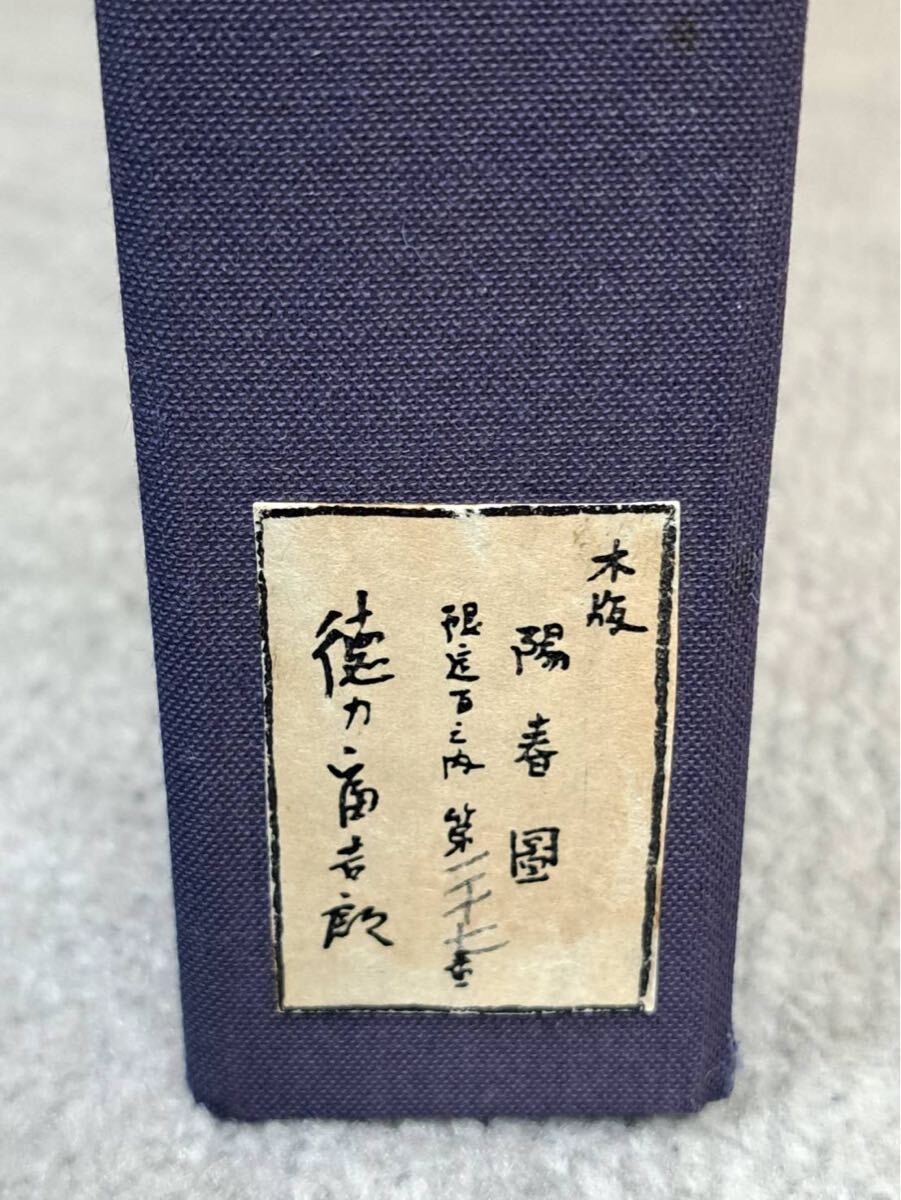 木版
陽春圖
限定百之内 第二十七番
徳力富吉郎